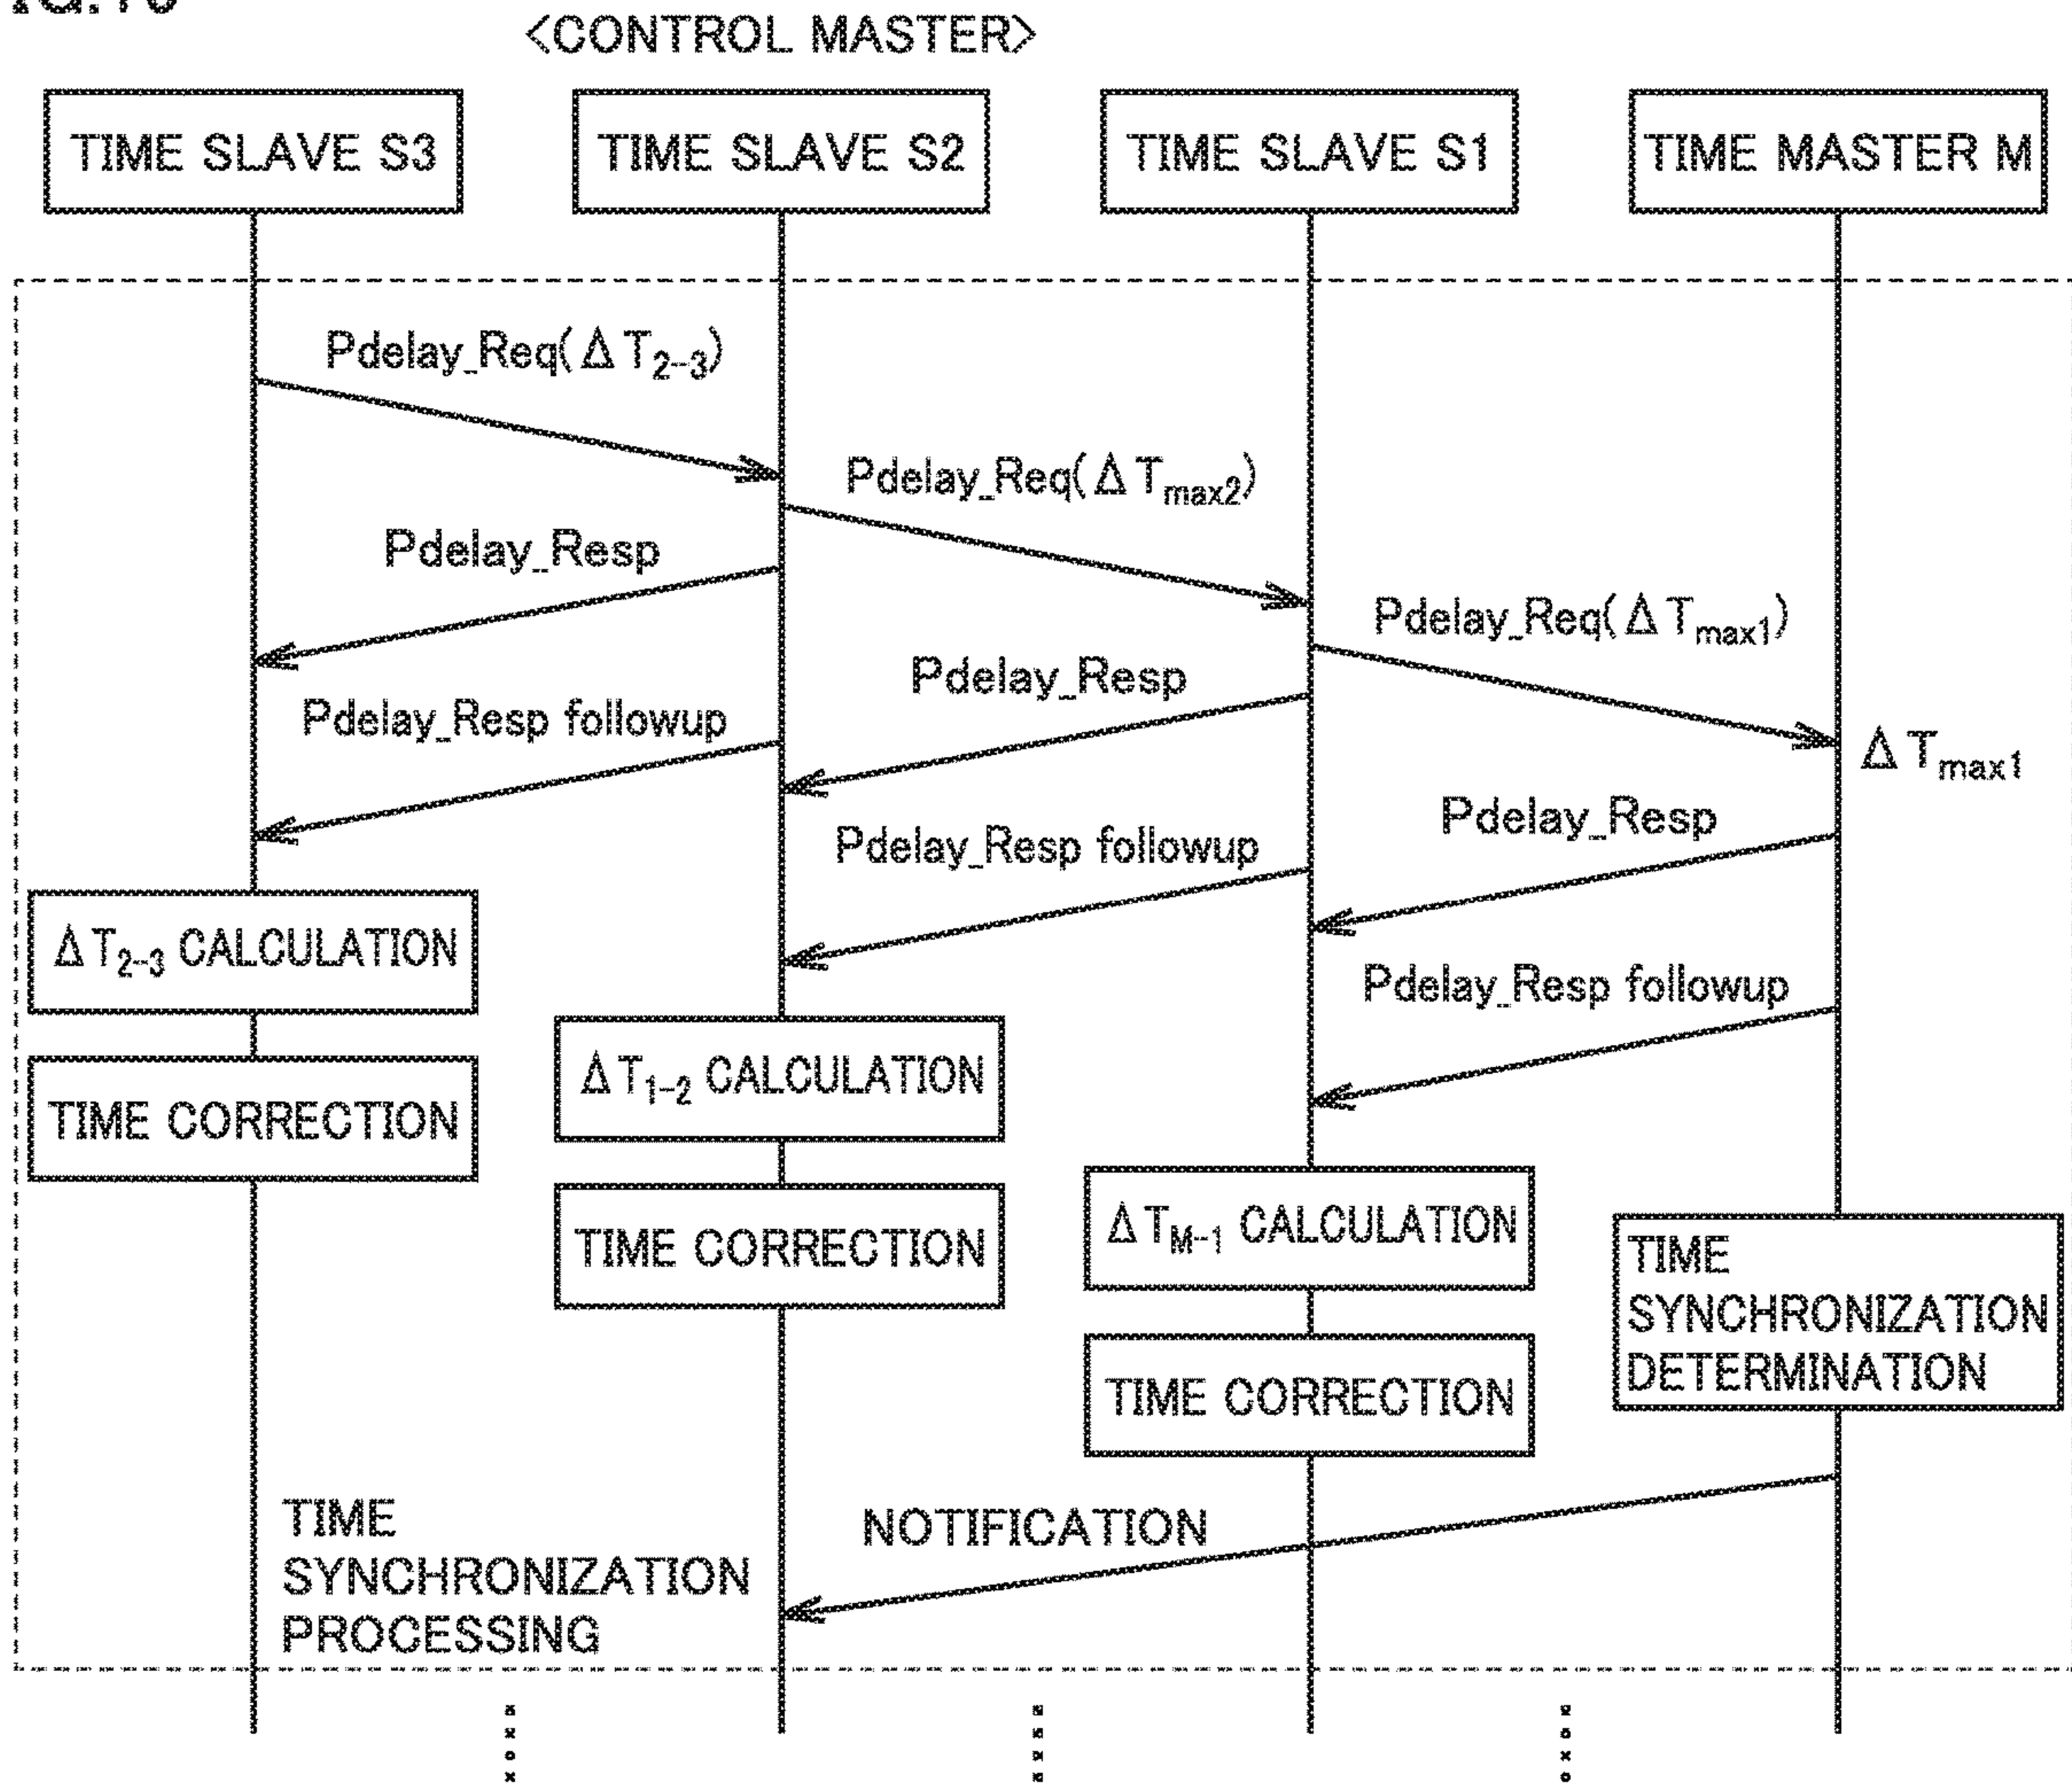 <CONTROL MASTER>
TIME SLAVE S3
TIME SLAVE S2
TIME SLAVE S1
TIME MASTER M
Pdelay_Req(ΔT2-3)
Pdelay_Req(ΔTmax2)
Pdelay_Resp
Pdelay_Req(ΔTmax1)
Pdelay_Resp
Pdelay_Resp followup
ΔTmax1
Pdelay_Resp
Pdelay_Resp followup
ΔT2-3 CALCULATION
Pdelay_Resp followup
ΔT1-2 CALCULATION
TIME CORRECTION
ΔTM-1 CALCULATION
TIME CORRECTION
TIME
SYNCHRONIZATION
DETERMINATION
TIME CORRECTION
TIME
SYNCHRONIZATION
PROCESSING
NOTIFICATION